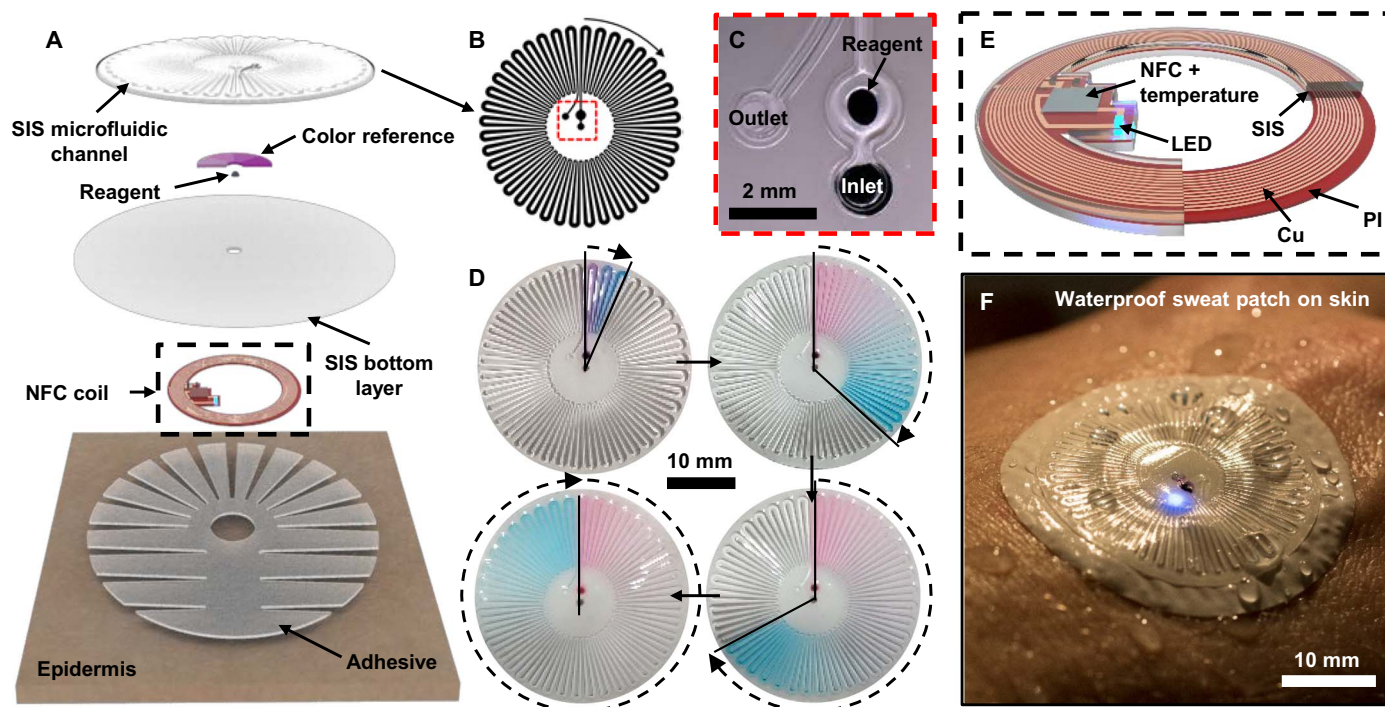 A
SIS microfluidic
channel
Color reference
Reagent
SIS bottom
layer
NFC coil
Epidermis
Adhesive
B
C
Reagent
Outlet
Inlet
2 mm
D
10 mm
E
NFC +
temperature
LED
SIS
Cu
PI
F
Waterproof sweat patch on skin
10 mm